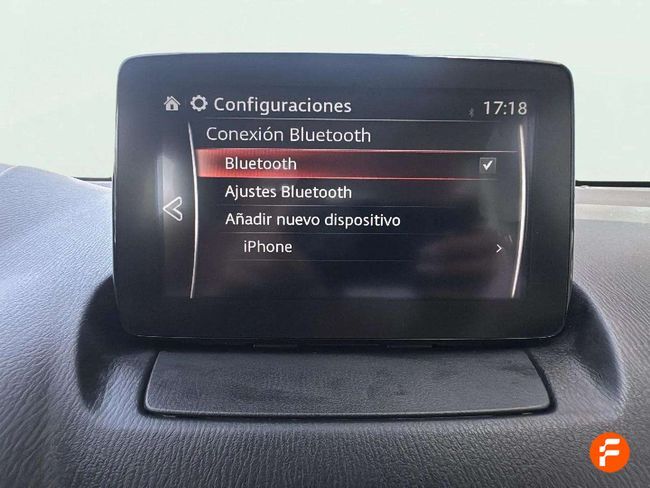 Configuraciones 17:18
Conexión Bluetooth
Bluetooth
Ajustes Bluetooth
Añadir nuevo dispositivo
iPhone